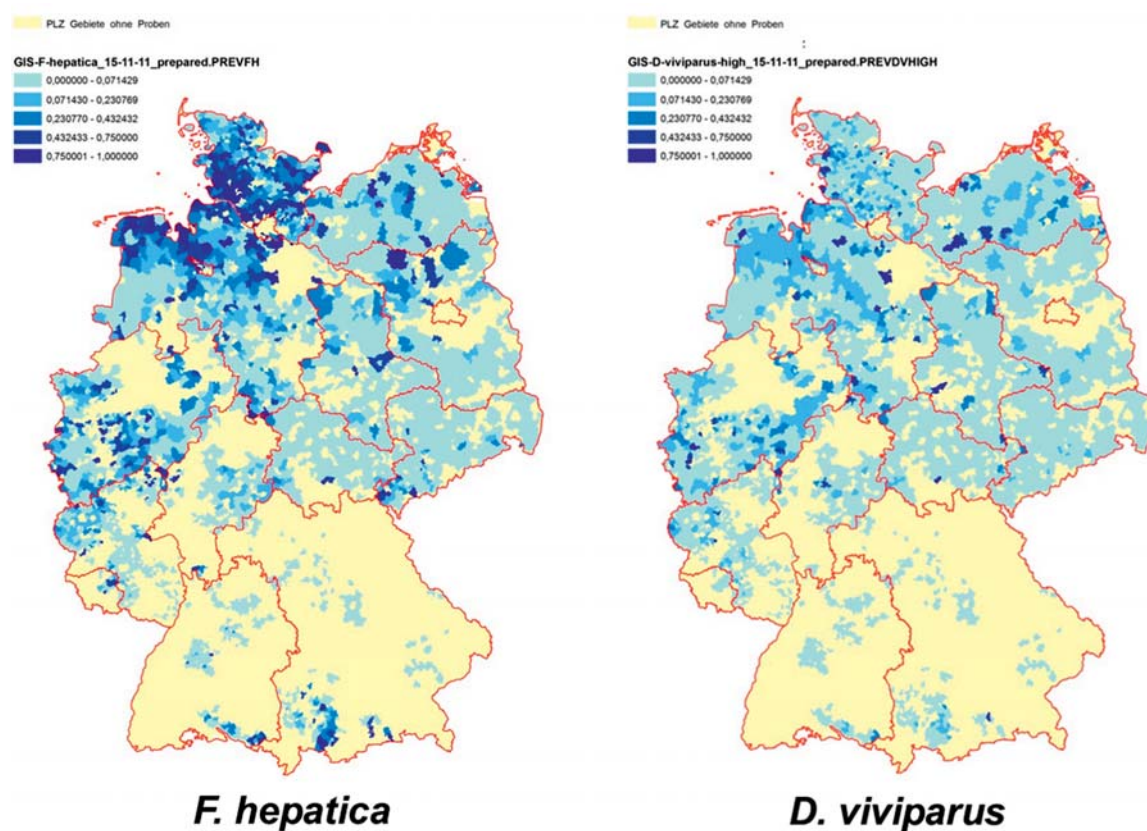 PLZ Gebiete ohne Proben
GIS-F-hepatica_15-11-11_prepared.PREVFH
0,000000 - 0,071429
0,071430 - 0,230769
0,230770 - 0,432432
0,432433 - 0,750000
0,750001 - 1,000000
F. hepatica
PLZ Gebiete ohne Proben
:
GIS-D-viviparus-high_15-11-11_prepared.PREVDVHIGH
0,000000 - 0,071429
0,071430 - 0,230769
0,230770 - 0,432432
0,432433 - 0,750000
0,750001 - 1,000000
D. viviparus